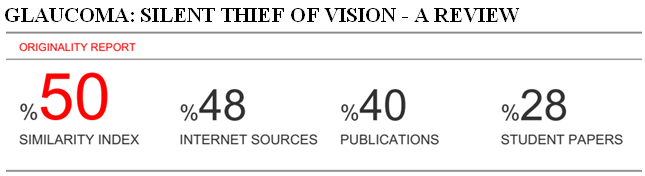 GLAUCOMA: SILENT THIEF OF VISION - A REVIEW
ORIGINALITY REPORT
%50 %48 %40 %28
SIMILARITY INDEX INTERNET SOURCES PUBLICATIONS STUDENT PAPERS